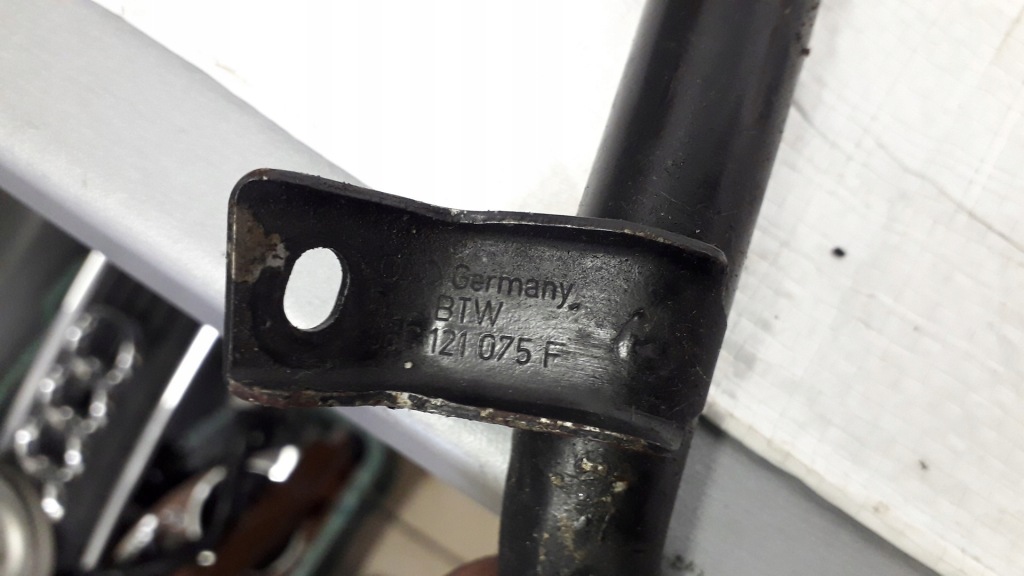 Germany
BTW
121 075 F